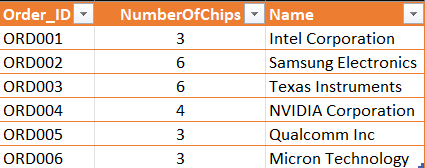 Order_ID NumberOfChips Name
ORD001 3 Intel Corporation
ORD002 6 Samsung Electronics
ORD003 6 Texas Instruments
ORD004 4 NVIDIA Corporation
ORD005 3 Qualcomm Inc
ORD006 3 Micron Technology